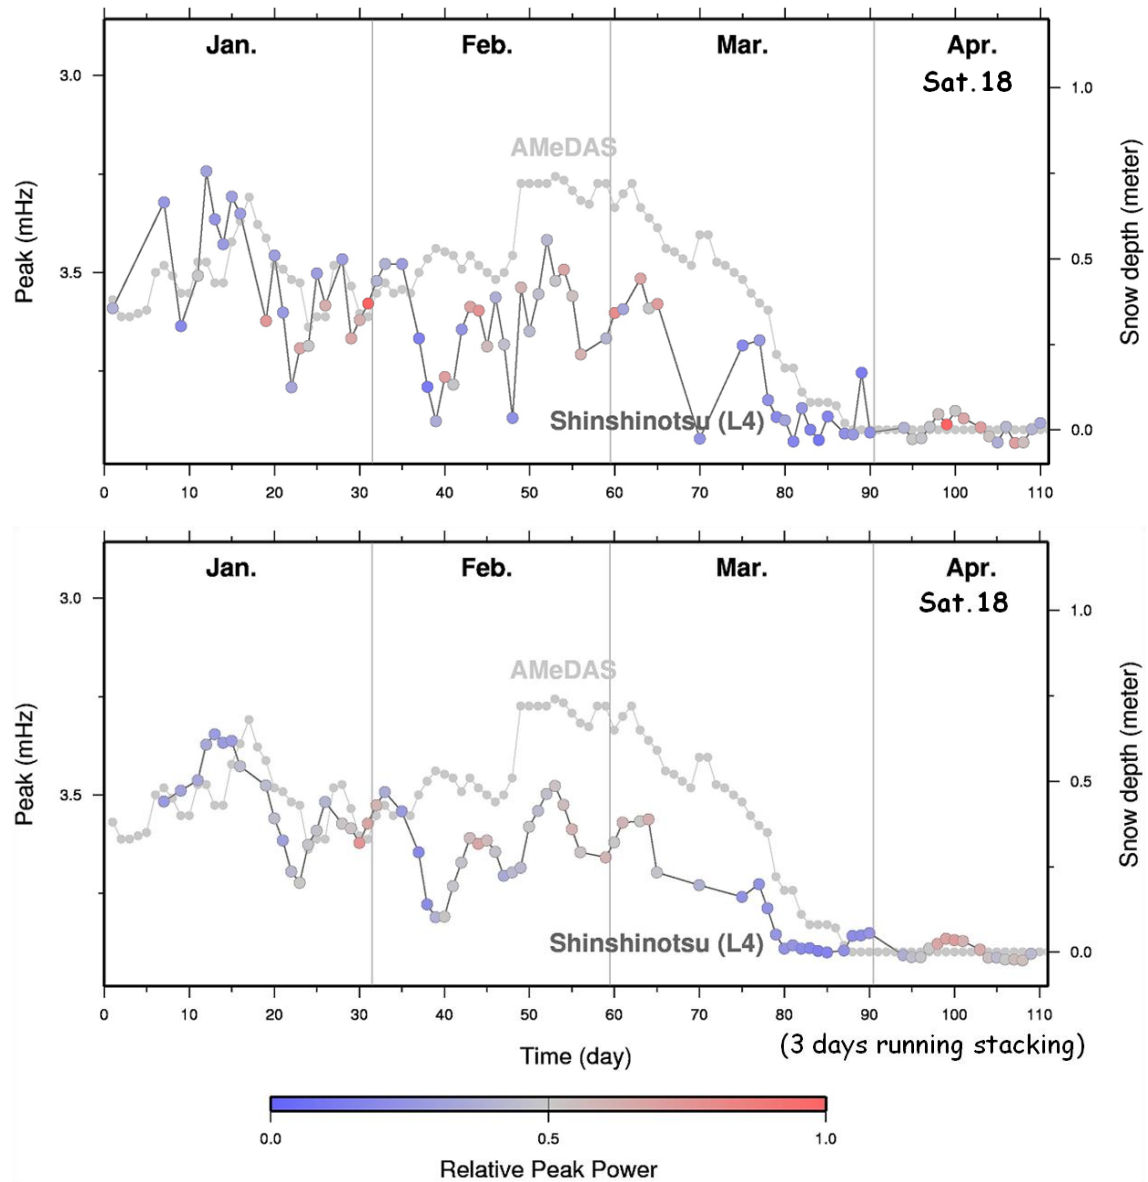 Jan. Feb. Mar. Apr.
Sat.18
3.0
1.0
AMeDAS
Peak (mHz)
Snow depth (meter)
3.5
0.5
Shinshinotsu (L4)
0.0
0 10 20 30 40 50 60 70 80 90 100 110
Jan. Feb. Mar. Apr.
Sat.18
3.0
1.0
AMeDAS
Peak (mHz)
Snow depth (meter)
3.5
0.5
Shinshinotsu (L4)
0.0
0 10 20 30 40 50 60 70 80 90 100 110
Time (day)
(3 days running stacking)
0.0 0.5 1.0
Relative Peak Power